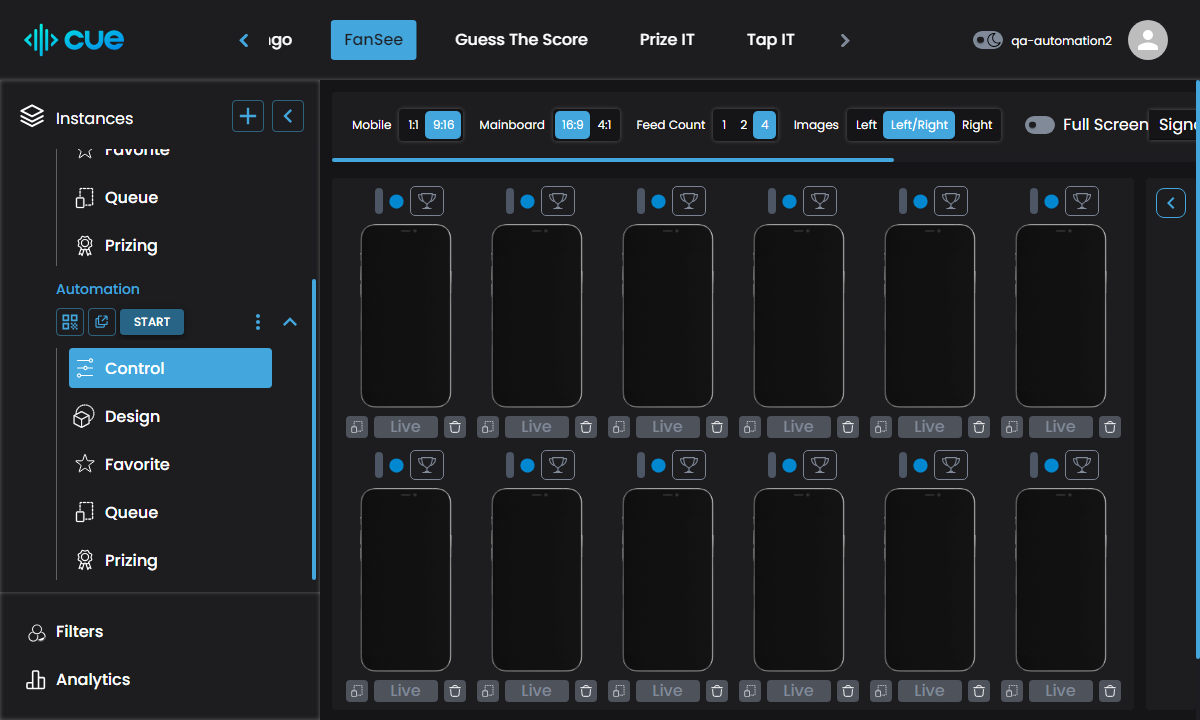 cue
ngo
FanSee
Guess The Score
Prize IT
Tap IT
qa-automation2
Instances
Favorite
Queue
Prizing
Automation
START
Control
Design
Favorite
Queue
Prizing
Filters
Analytics
Mobile 1:1 9:16 Mainboard 16:9 4:1 Feed Count 1 2 4 Images Left Left/Right Right Full Screen
Live Live Live Live Live Live
Live Live Live Live Live Live